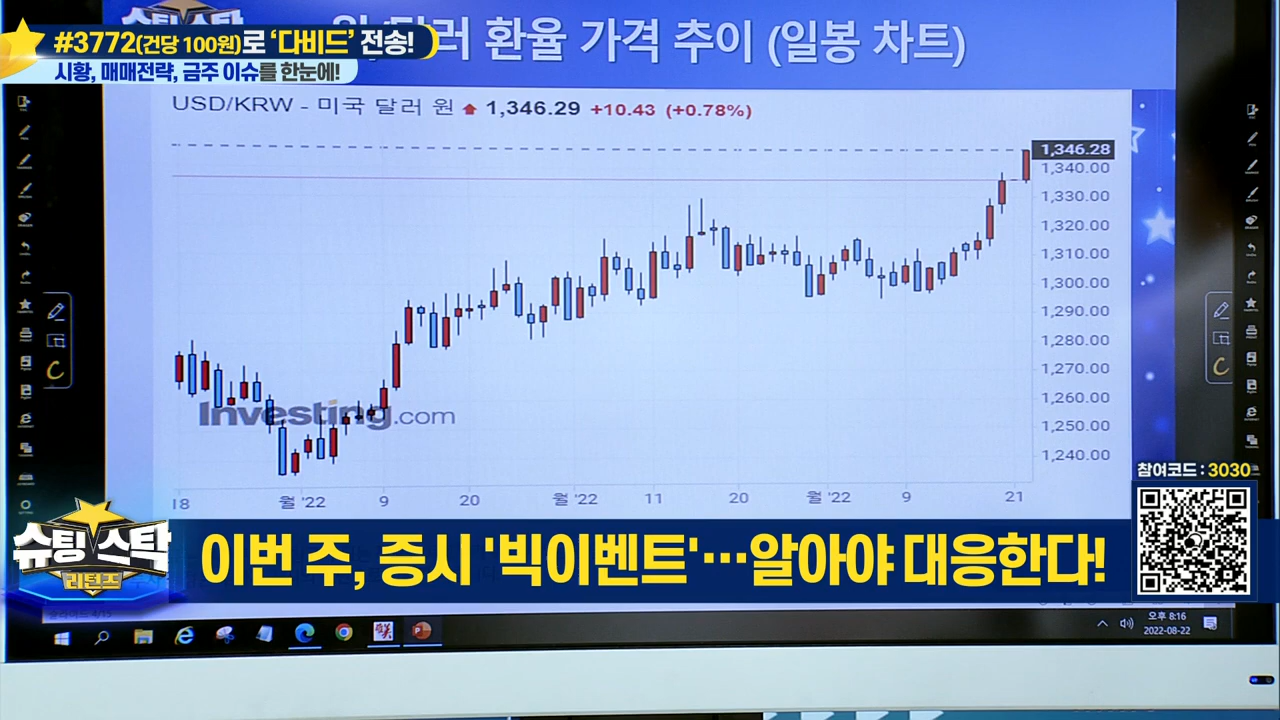 #3772(건당 100원)로 '다비드' 전송!
시황, 매매전략, 금주 이슈를 한눈에!
달러 환율 가격 추이 (일봉 차트)
USD/KRW - 미국 달러 원 1,346.29 +10.43 (+0.78%)
1,346.28
1,340.00
1,330.00
1,320.00
1,310.00
1,300.00
1,290.00
1,280.00
1,270.00
1,260.00
1,250.00
1,240.00
Investing.com
18 월 '22 9 20 월 '22 11 20 월 '22 9 21
참여코드 : 3030
슈팅스탁
리턴즈
이번 주, 증시 '빅이벤트'…알아야 대응한다!
오후 8:16
2022-08-22